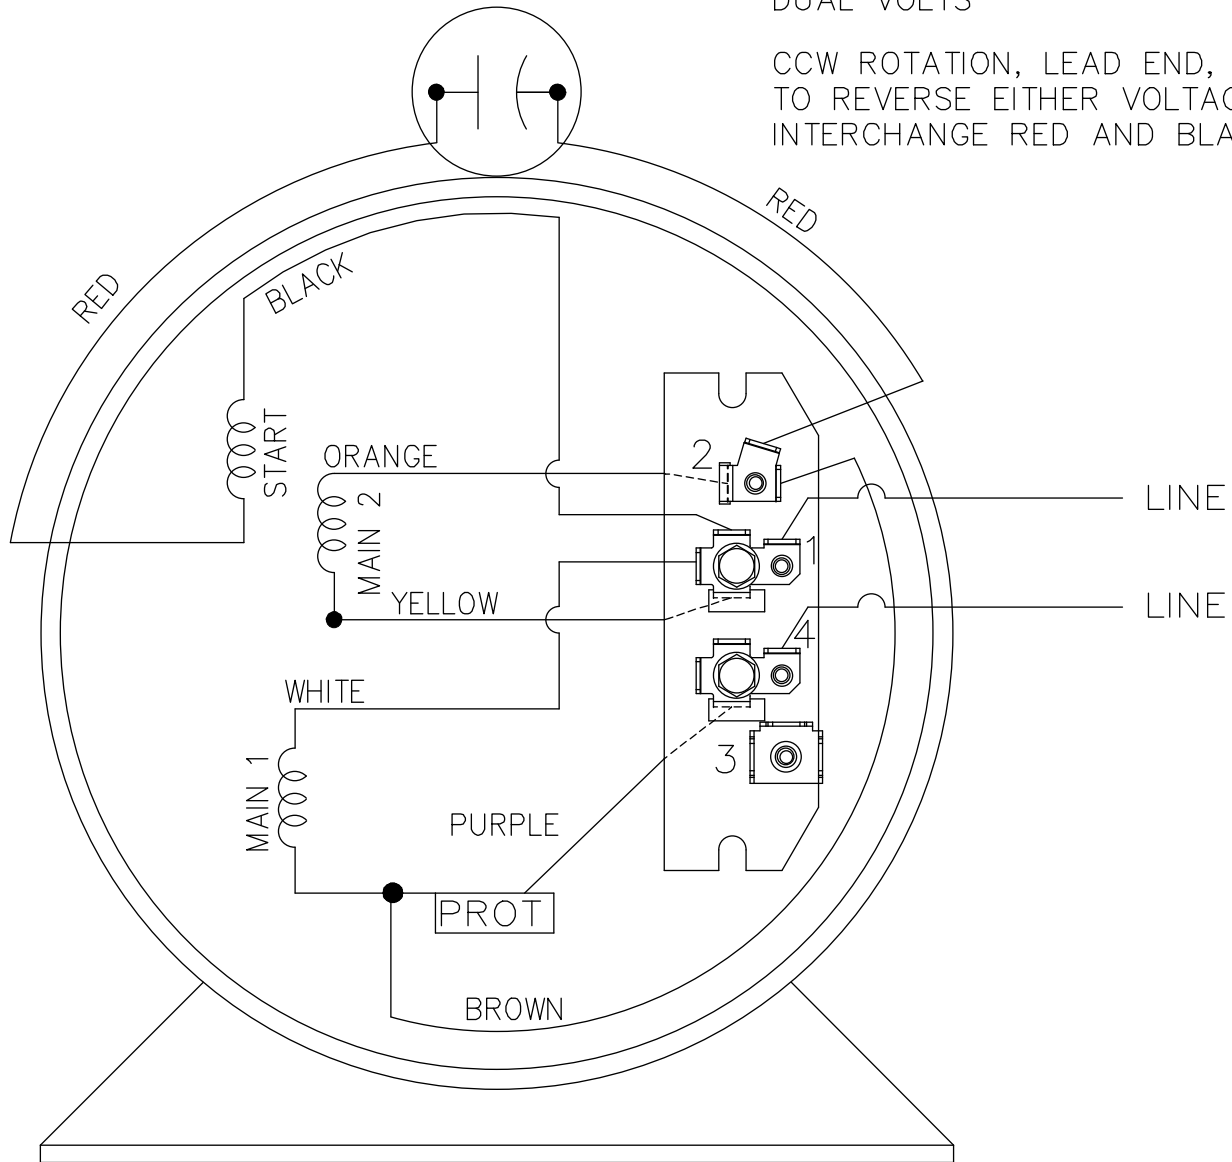 DUAL VOLTS
CCW ROTATION, LEAD END,
TO REVERSE EITHER
INTERCHANGE RED AND
RED
RED
BLACK
START
ORANGE
MAIN 2
2
LINE
1
YELLOW
LINE
4
WHITE
MAIN 1
3
PURPLE
PROT
BROWN